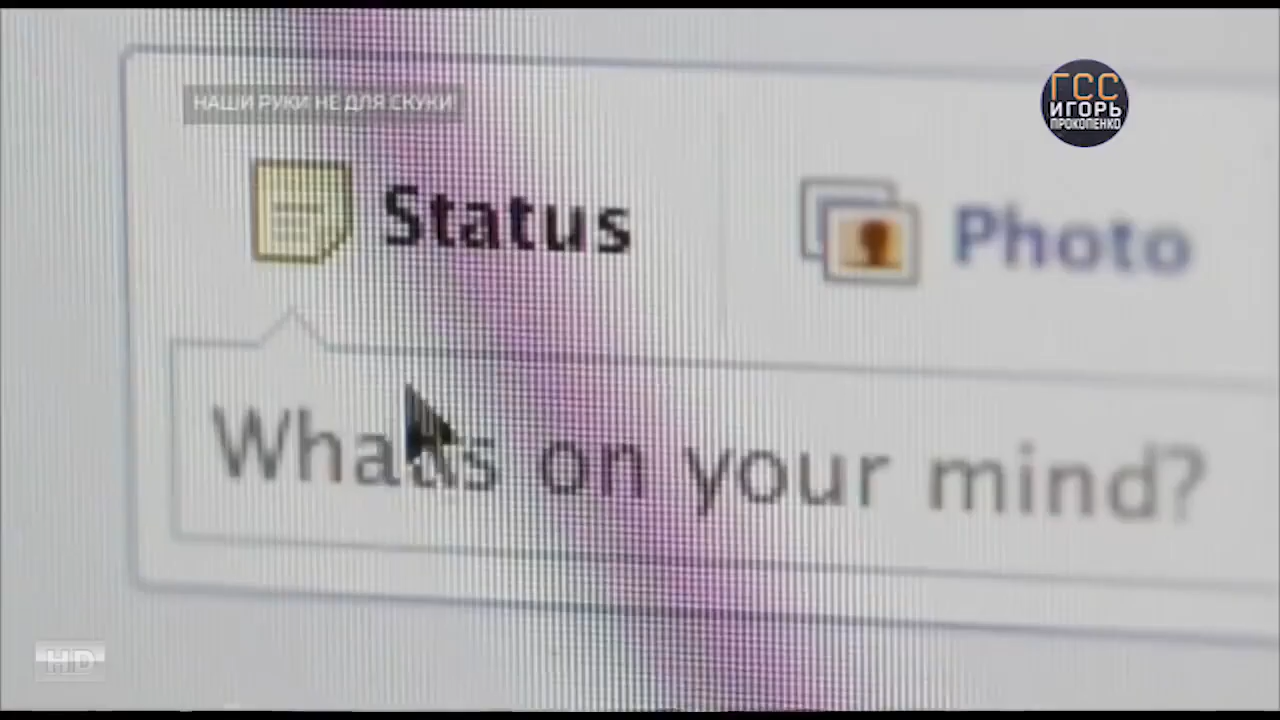 НАШИ РУКИ НЕ ДЛЯ СКУКИ!
ГСС
ИГОРЬ
ПРОКОПЕНКО
Status
Photo
What's on your mind?
HD